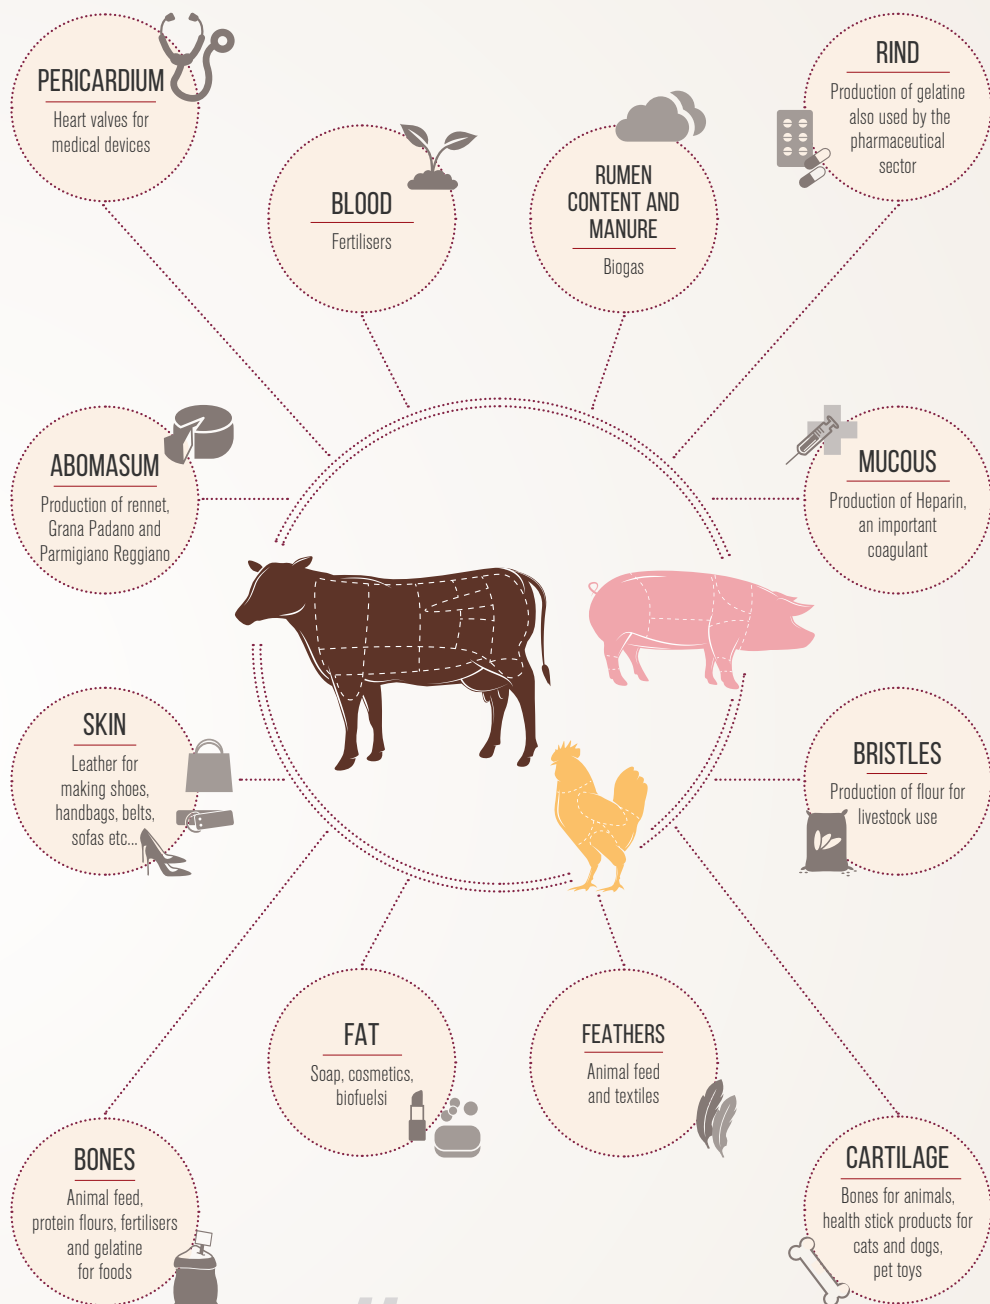 PERICARDIUM
Heart valves for
medical devices
RIND
Production of gelatine
also used by the
pharmaceutical
sector
BLOOD
Fertilisers
RUMEN
CONTENT AND
MANURE
Biogas
ABOMASUM
Production of rennet,
Grana Padano and
Parmigiano Reggiano
MUCOUS
Production of Heparin,
an important
coagulant
SKIN
Leather for
making shoes,
handbags, belts,
sofas etc...
BRISTLES
Production of flour for
livestock use
FAT
Soap, cosmetics,
biofuelsi
FEATHERS
Animal feed
and textiles
BONES
Animal feed,
protein flours, fertilisers
and gelatine
for foods
CARTILAGE
Bones for animals,
health stick products for
cats and dogs,
pet toys